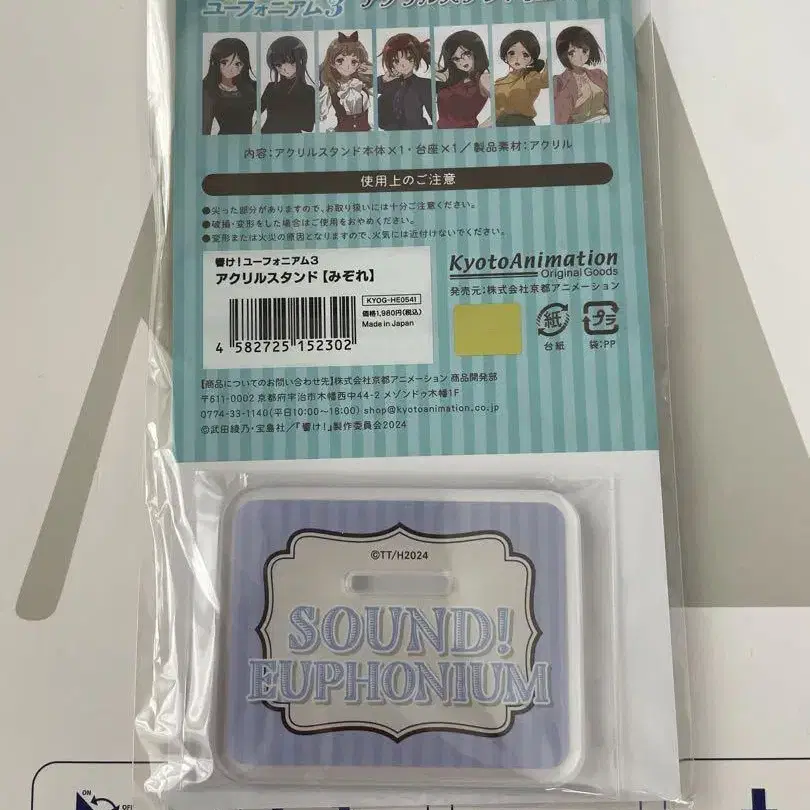 ユーフォニアム3
内容:アクリルスタンド本体×1・台座×1/製品素材:アクリル
使用上のご注意
●尖った部分がありますので、お取り扱いには十分ご注意ください。
●破損・変形をした場合はご使用をおやめください。
●変形または火災の原因となりますので、火気には近付けないでください。
響け!ユーフォニアム3
アクリルスタンド【みぞれ】
KYOG-HE0541
価格1,980円(税込)
Made in Japan
4 582725 152302
KyotoAnimation
Original Goods
発売元:株式会社京都アニメーション
紙
台紙
プラ
袋:PP
【商品についてのお問い合わせ先】株式会社京都アニメーション 商品開発部
〒611-0002 京都府宇治市木幡西中44-2 メゾンドゥ木幡1F
0774-33-1140(平日10:00~18:00) shop@kyotoanimation.co.jp
©武田綾乃・宝島社/『響け!』製作委員会2024
©TT/H2024
SOUND!
EUPHONIUM
ON